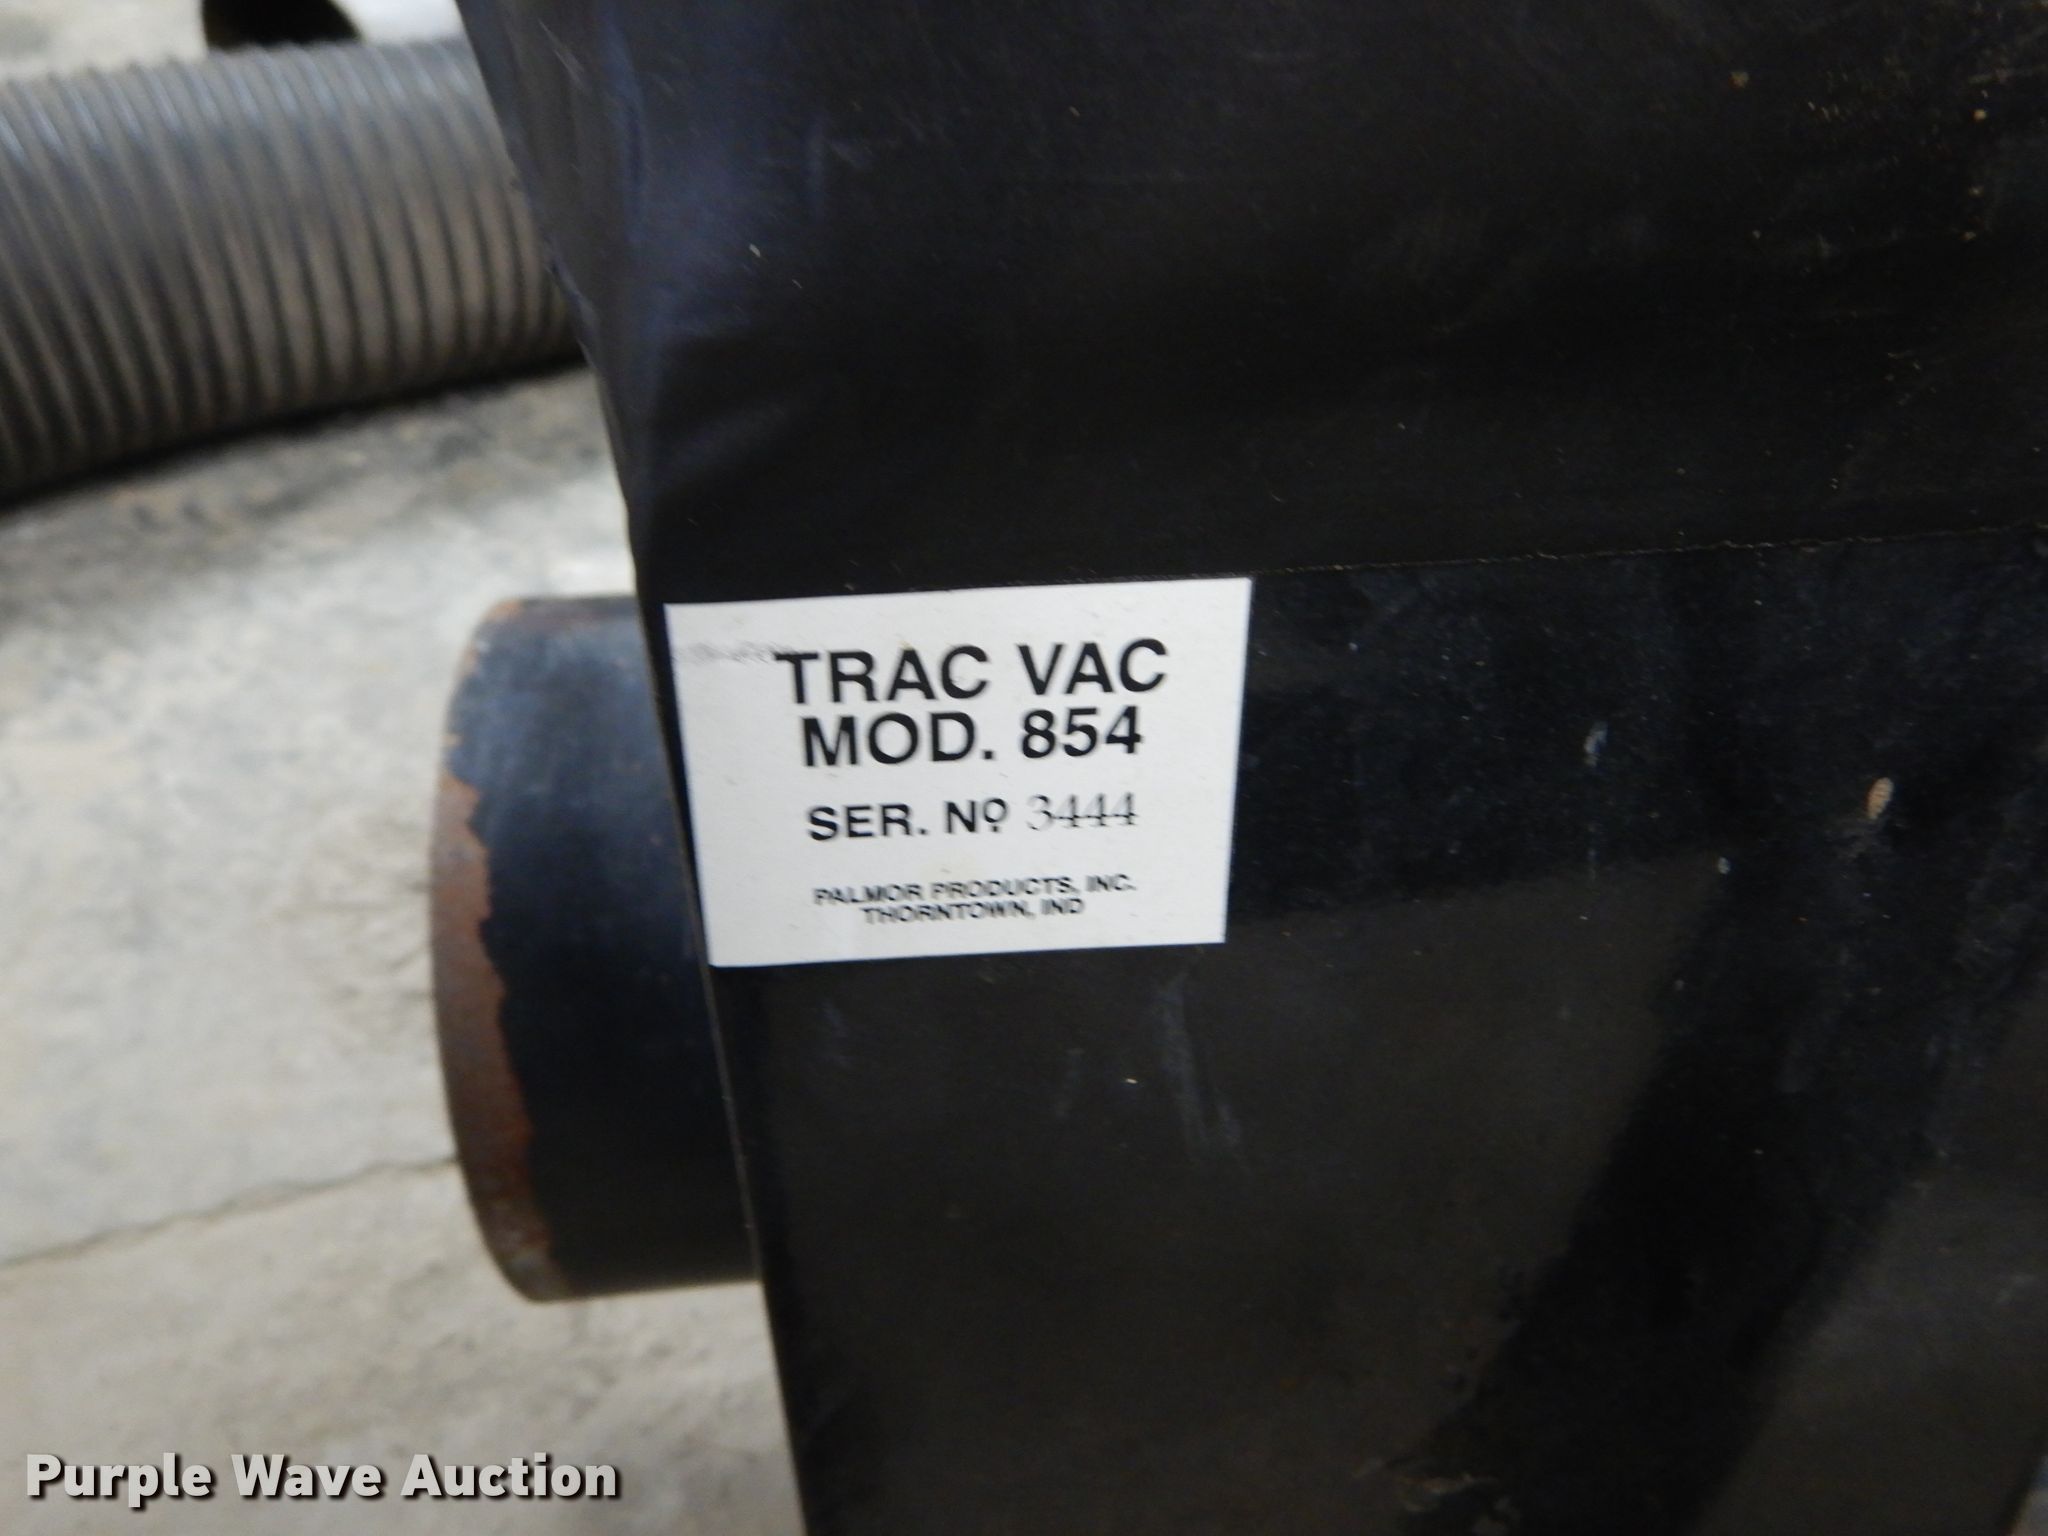 TRAC VAC
MOD. 854
SER. Nº 3444
PALMOR PRODUCTS, INC.
THORNTOWN, IND
Purple Wave Auction